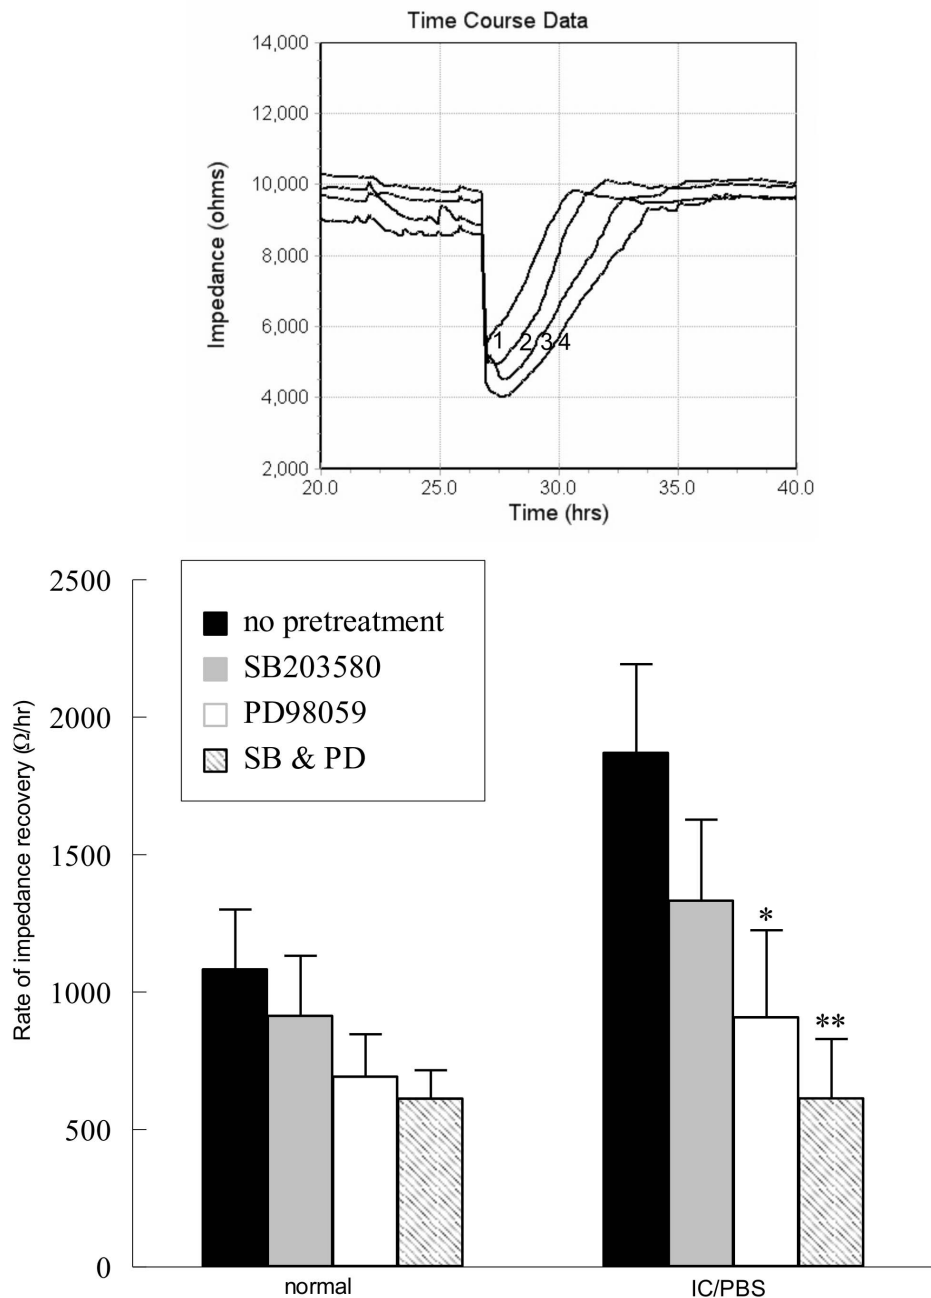 Time Course Data
14,000
12,000
10,000
8,000
6,000
4,000
2,000
Impedance (ohms)
1 2 3 4
20.0 25.0 30.0 35.0 40.0
Time (hrs)
2500
2000
1500
1000
500
0
Rate of impedance recovery (Ω/hr)
no pretreatment
SB203580
PD98059
SB & PD
*
**
normal IC/PBS